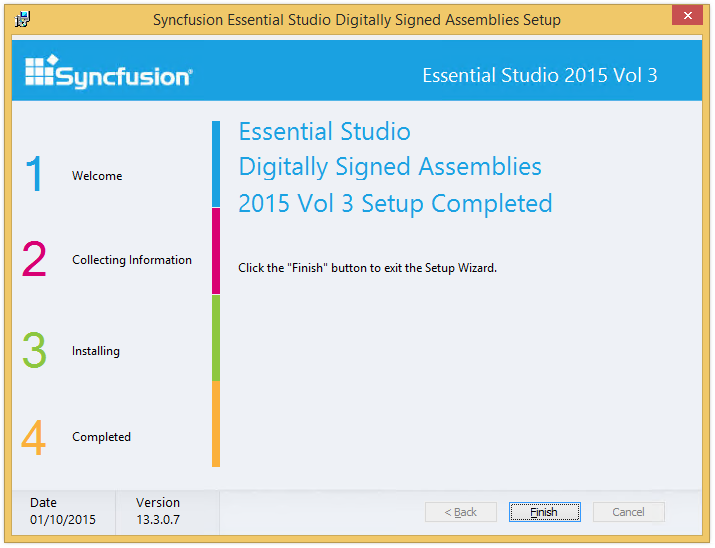 Syncfusion Essential Studio Digitally Signed Assemblies Setup
Syncfusion®
Essential Studio 2015 Vol 3
1 Welcome
2 Collecting Information
3 Installing
4 Completed
Essential Studio
Digitally Signed Assemblies
2015 Vol 3 Setup Completed
Click the "Finish" button to exit the Setup Wizard.
Date
01/10/2015
Version
13.3.0.7
< Back
Finish
Cancel